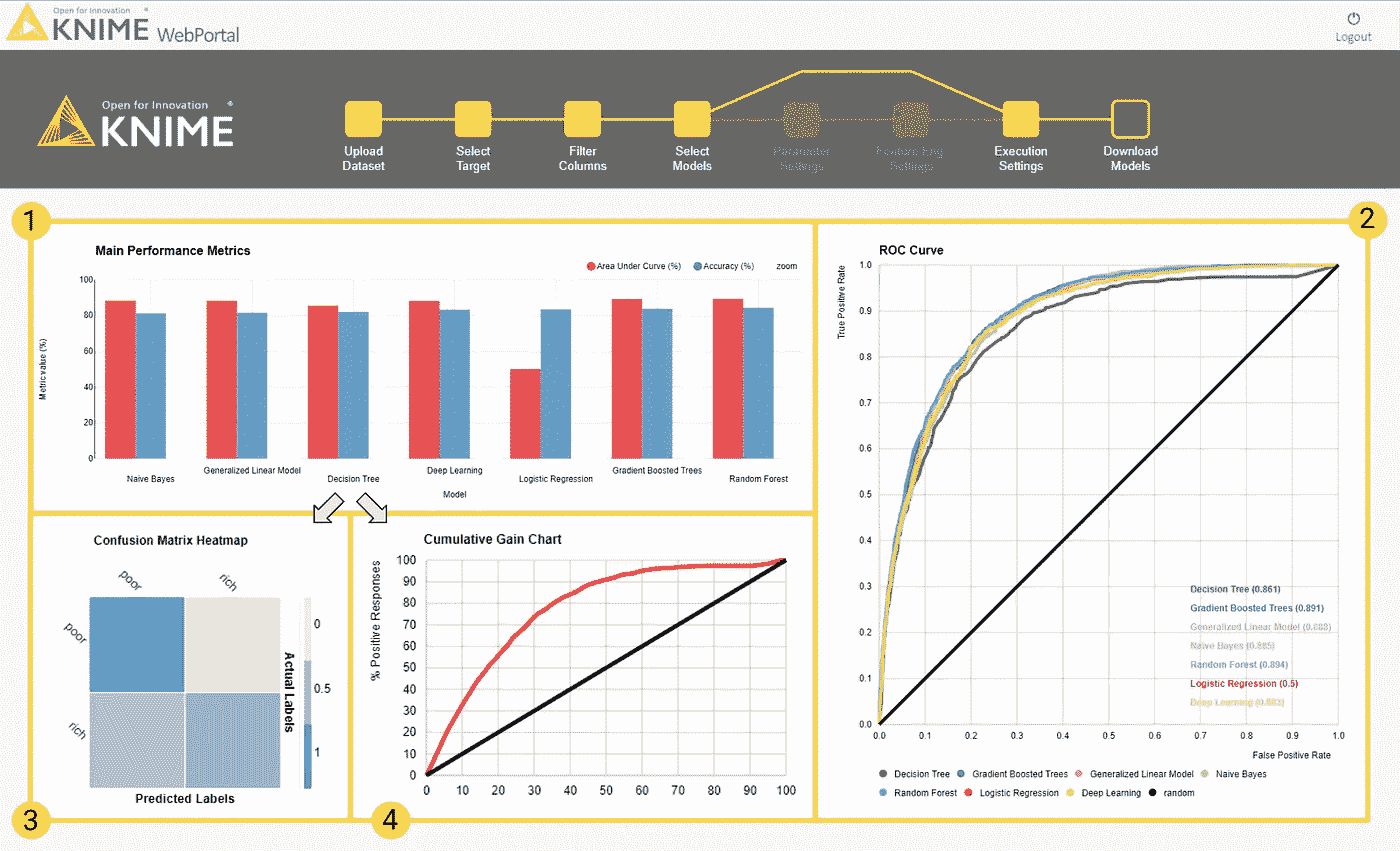 Open for Innovation
KNIME WebPortal
Logout
Open for Innovation
KNIME
Upload Dataset
Select Target
Filter Columns
Select Models
Parameter Settings
Feature Eng Settings
Execution Settings
Download Models
1
2
Main Performance Metrics
Area Under Curve (%) Accuracy (%) zoom
100
80
60
40
20
0
Metric value (%)
Naive Bayes
Generalized Linear Model
Decision Tree
Deep Learning
Logistic Regression
Gradient Boosted Trees
Random Forest
Model
ROC Curve
True Positive Rate
1.0
0.9
0.8
0.7
0.6
0.5
0.4
0.3
0.2
0.1
0.0
Decision Tree (0.861)
Gradient Boosted Trees (0.891)
Generalized Linear Model (0.888)
Naive Bayes (0.885)
Random Forest (0.894)
Logistic Regression (0.5)
Deep Learning (0.883)
0.0 0.1 0.2 0.3 0.4 0.5 0.6 0.7 0.8 0.9 1.0
False Positive Rate
Decision Tree Gradient Boosted Trees Generalized Linear Model Naive Bayes
Random Forest Logistic Regression Deep Learning random
Confusion Matrix Heatmap
poor
rich
poor
rich
Actual Labels
0
0.5
1
Predicted Labels
3
Cumulative Gain Chart
% Positive Responses
100
90
80
70
60
50
40
30
20
10
0
0 10 20 30 40 50 60 70 80 90 100
4